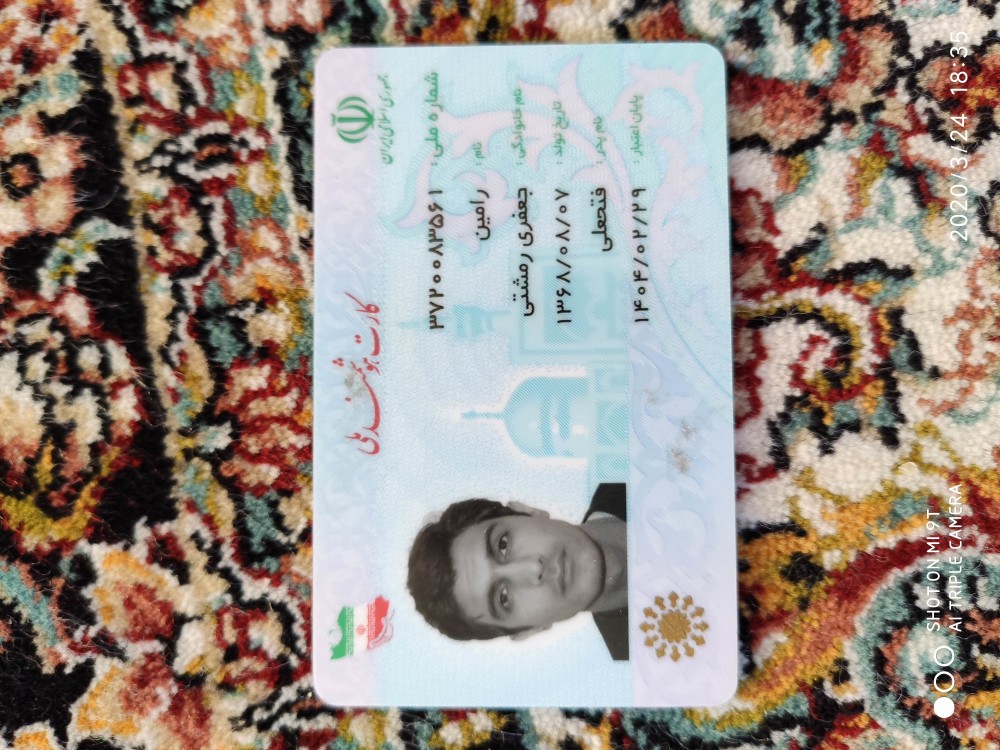 جمهوری اسلامی ایران
کارت هوشمند ملی
شماره ملی: ۳۷۲۰۰۸۳۵۶۱
نام: رامین
نام خانوادگی: جعفری رمشتی
تاریخ تولد: ۱۳۶۸/۰۸/۰۷
نام پدر: فتحعلی
پایان اعتبار: ۱۴۰۴/۰۲/۲۹
SHOT ON MI 9T
AI TRIPLE CAMERA
2020/3/24 18:35